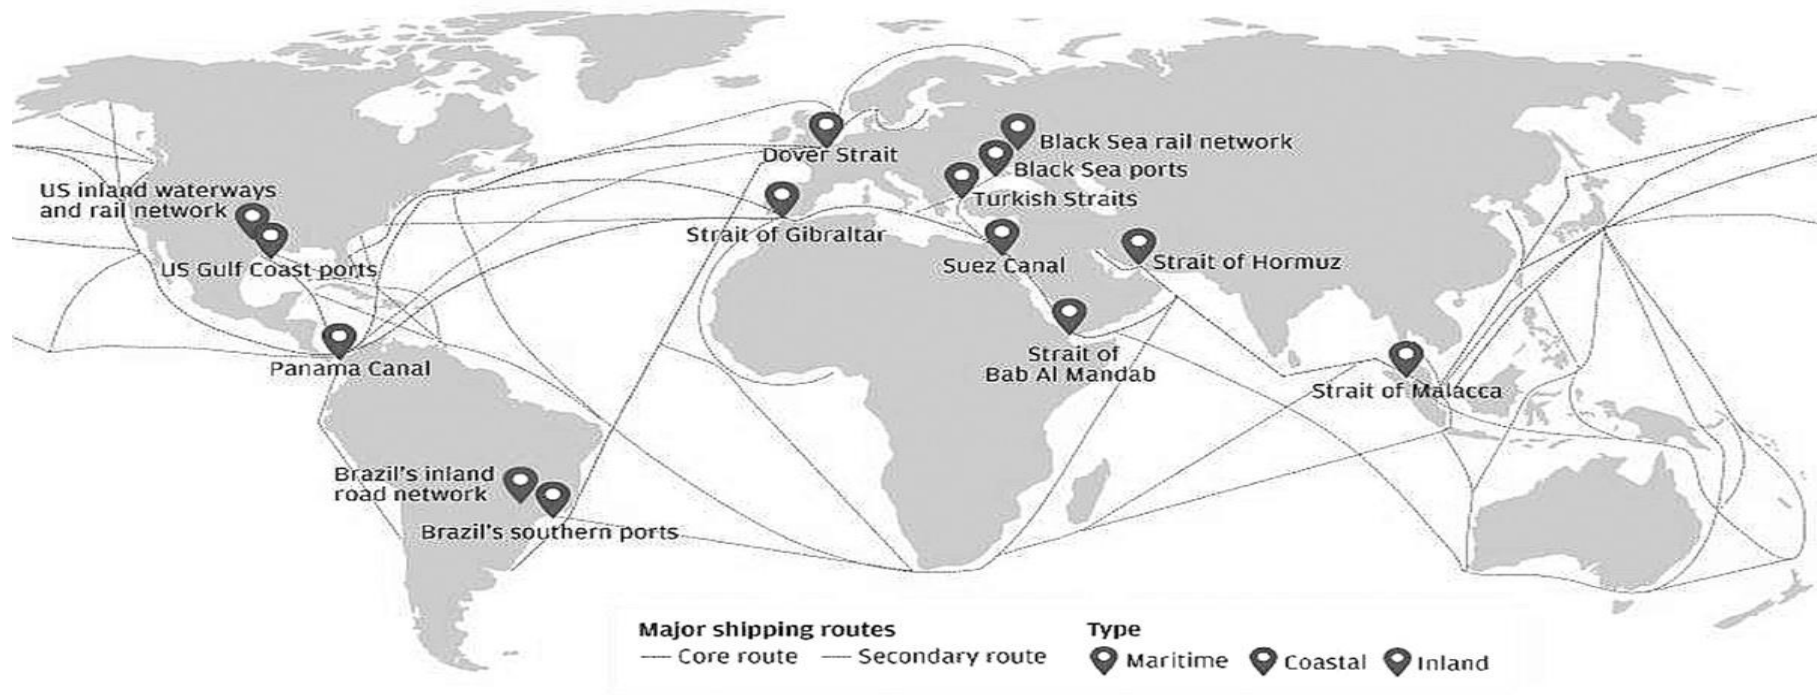 Dover Strait
Black Sea rail network
Black Sea ports
Turkish Straits
US inland waterways
and rail network
Strait of Gibraltar
Suez Canal
Strait of Hormuz
US Gulf Coast ports
Panama Canal
Strait of
Bab Al Mandab
Strait of Malacca
Brazil's inland
road network
Brazil's southern ports
Major shipping routes
Core route
Secondary route
Type
Maritime
Coastal
Inland